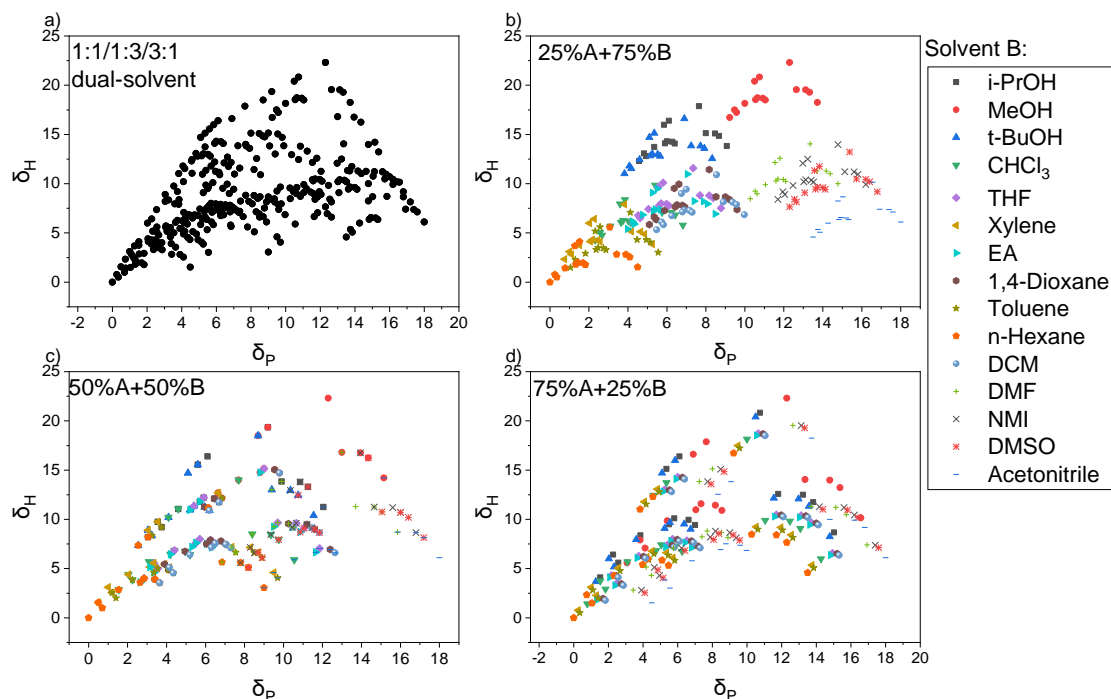 a)
1:1/1:3/3:1
dual-solvent
25
20
15
10
5
0
δH
-2 0 2 4 6 8 10 12 14 16 18 20
δP
b)
25%A+75%B
25
20
15
10
5
0
δH
0 2 4 6 8 10 12 14 16 18
δP
Solvent B:
i-PrOH
MeOH
t-BuOH
CHCl3
THF
Xylene
EA
1,4-Dioxane
Toluene
n-Hexane
DCM
DMF
NMI
DMSO
Acetonitrile
c)
50%A+50%B
25
20
15
10
5
0
δH
0 2 4 6 8 10 12 14 16 18
δP
d)
75%A+25%B
25
20
15
10
5
0
δH
-2 0 2 4 6 8 10 12 14 16 18 20
δP